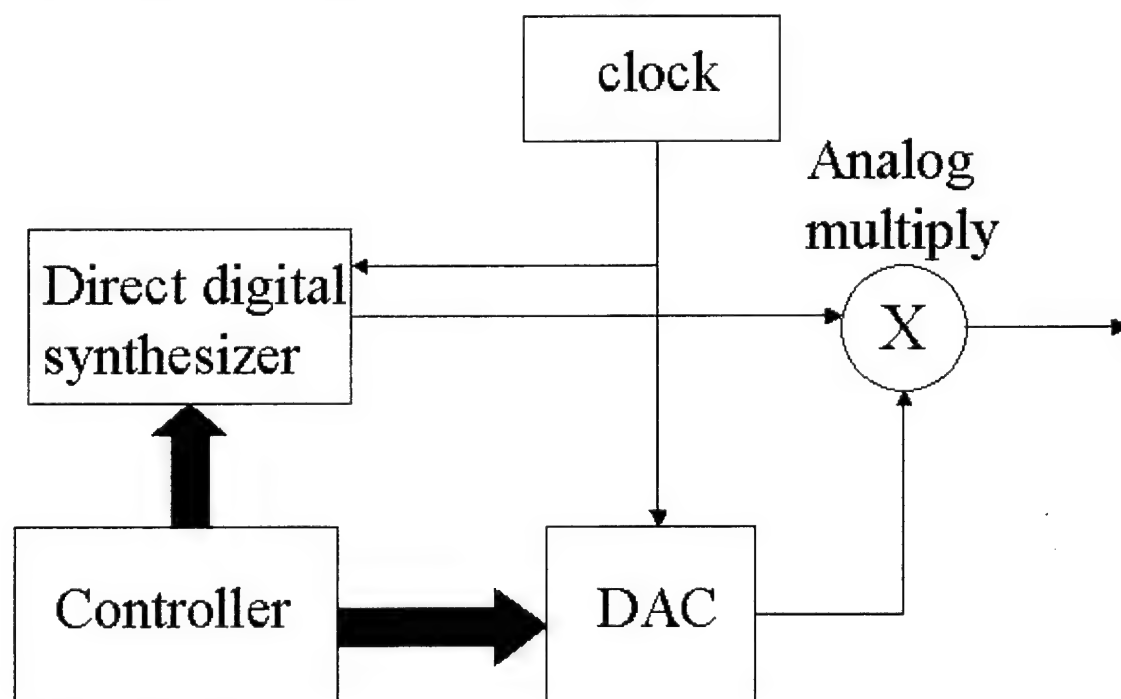 clock
Analog
multiply
Direct digital
synthesizer
X
Controller
DAC